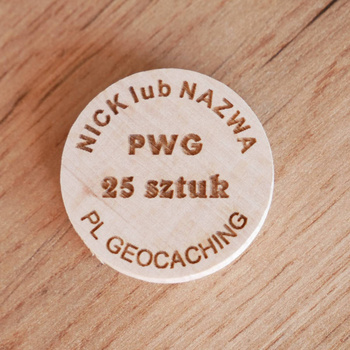 NICK lub NAZWA
PWG
25 sztuk
PL GEOCACHING